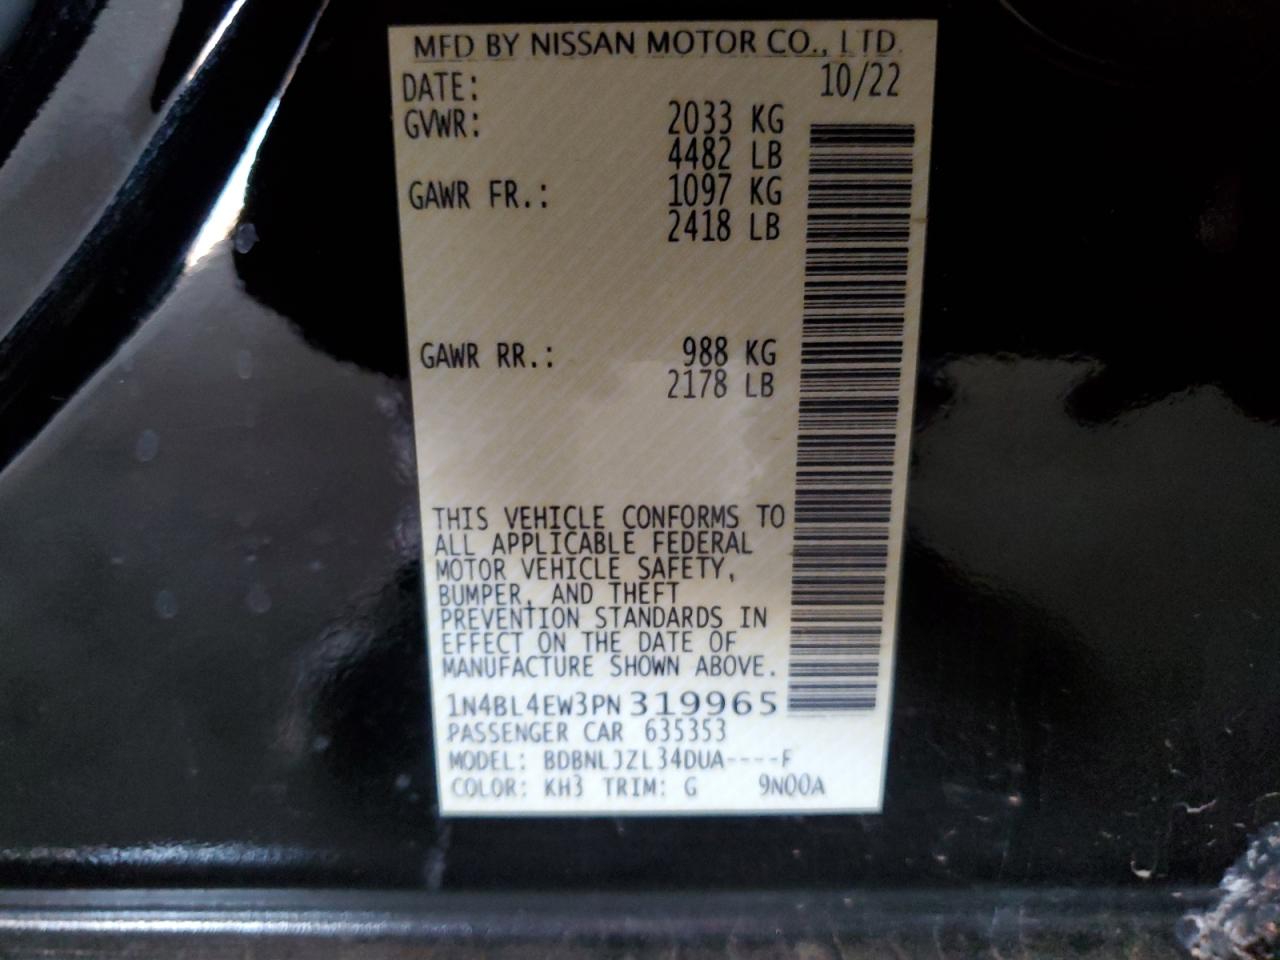 MFD BY NISSAN MOTOR CO., LTD.
DATE: 10/22
GVWR: 2033 KG
4482 LB
GAWR FR.: 1097 KG
2418 LB
GAWR RR.: 988 KG
2178 LB
THIS VEHICLE CONFORMS TO
ALL APPLICABLE FEDERAL
MOTOR VEHICLE SAFETY,
BUMPER, AND THEFT
PREVENTION STANDARDS IN
EFFECT ON THE DATE OF
MANUFACTURE SHOWN ABOVE.
1N4BL4EW3PN319965
PASSENGER CAR 635353
MODEL: BDBNLJZL34DUA----F
COLOR: KH3 TRIM: G 9NQ0A